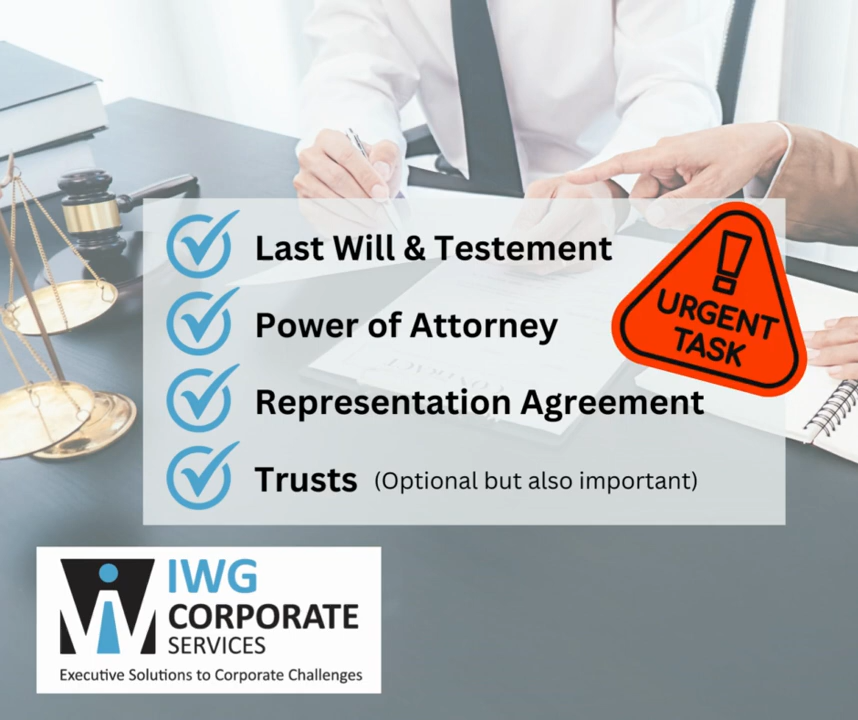 Last Will & Testement
Power of Attorney
Representation Agreement
Trusts (Optional but also important)
!
URGENT
TASK
IWG
CORPORATE
SERVICES
Executive Solutions to Corporate Challenges